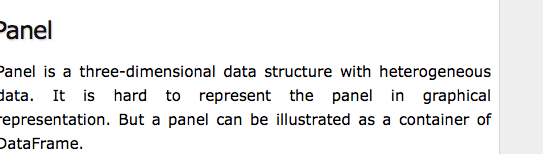 Panel
Panel is a three-dimensional data structure with heterogeneous
data. It is hard to represent the panel in graphical
representation. But a panel can be illustrated as a container of
DataFrame.